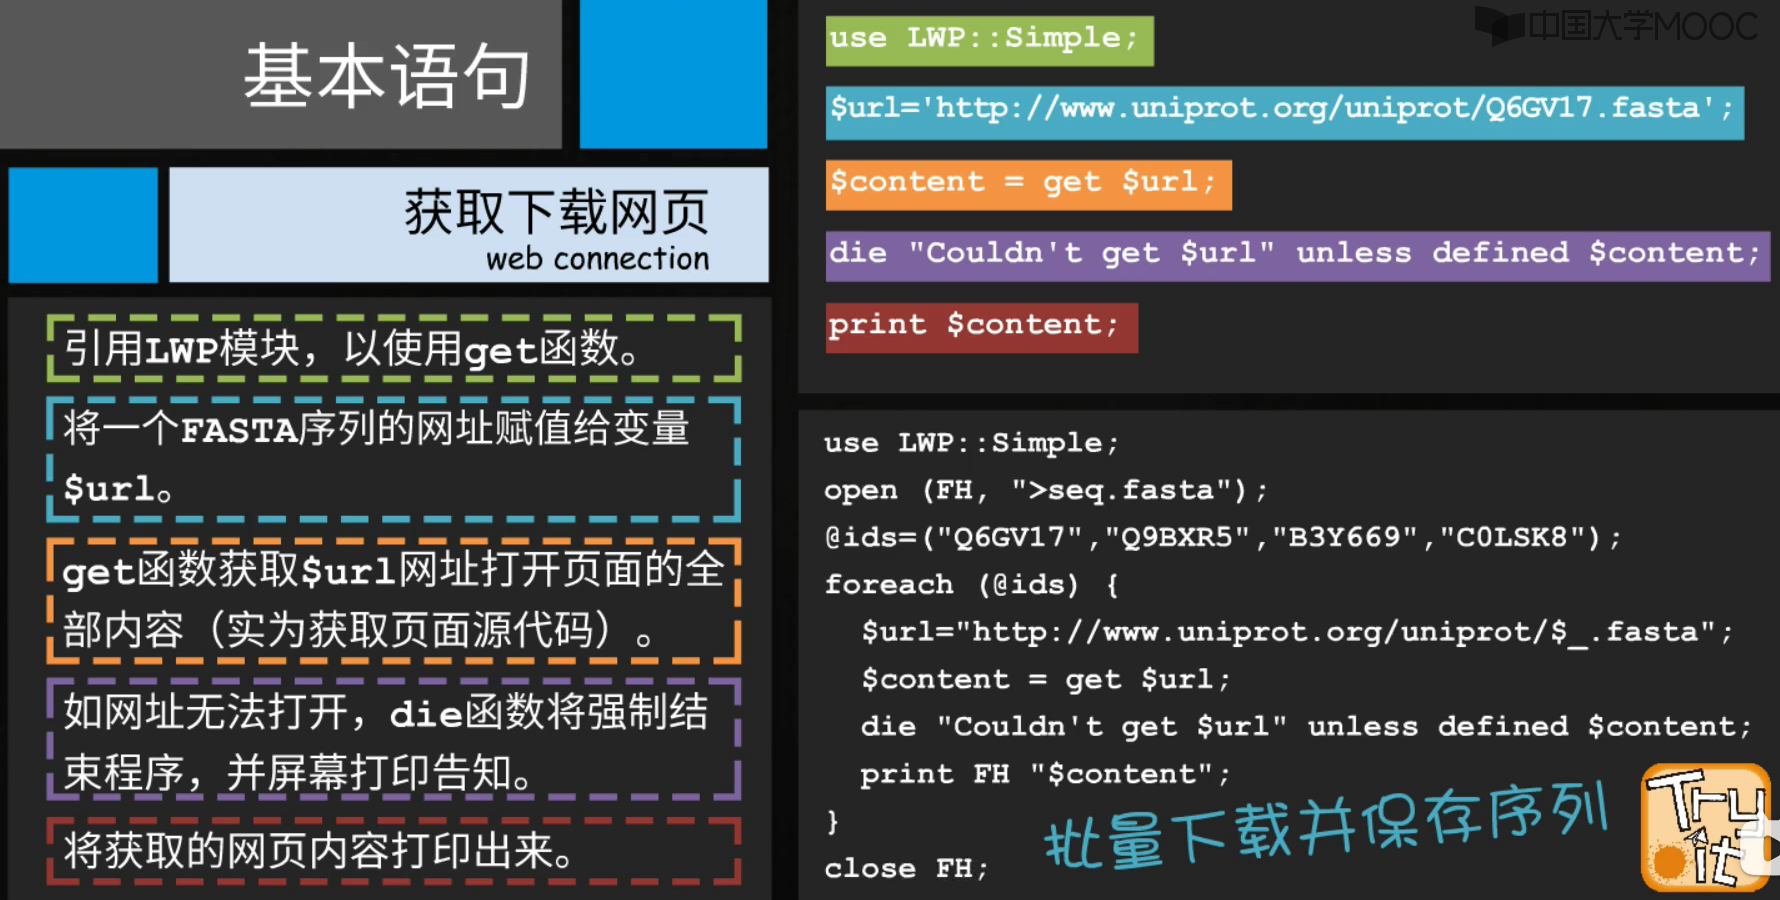 基本语句
获取下载网页
web connection
引用LWP模块，以使用get函数。
将一个FASTA序列的网址赋值给变量
$url。
get函数获取$url网址打开页面的全
部内容（实为获取页面源代码）。
如网址无法打开，die函数将强制结
束程序，并屏幕打印告知。
将获取的网页内容打印出来。
中国大学MOOC
use LWP::Simple;
$url='http://www.uniprot.org/uniprot/Q6GV17.fasta';
$content = get $url;
die "Couldn't get $url" unless defined $content;
print $content;
use LWP::Simple;
open (FH, ">seq.fasta");
@ids=("Q6GV17","Q9BXR5","B3Y669","C0LSK8");
foreach (@ids) {
  $url="http://www.uniprot.org/uniprot/$_.fasta";
  $content = get $url;
  die "Couldn't get $url" unless defined $content;
  print FH "$content";
}
close FH;
批量下载并保存序列
Try
it